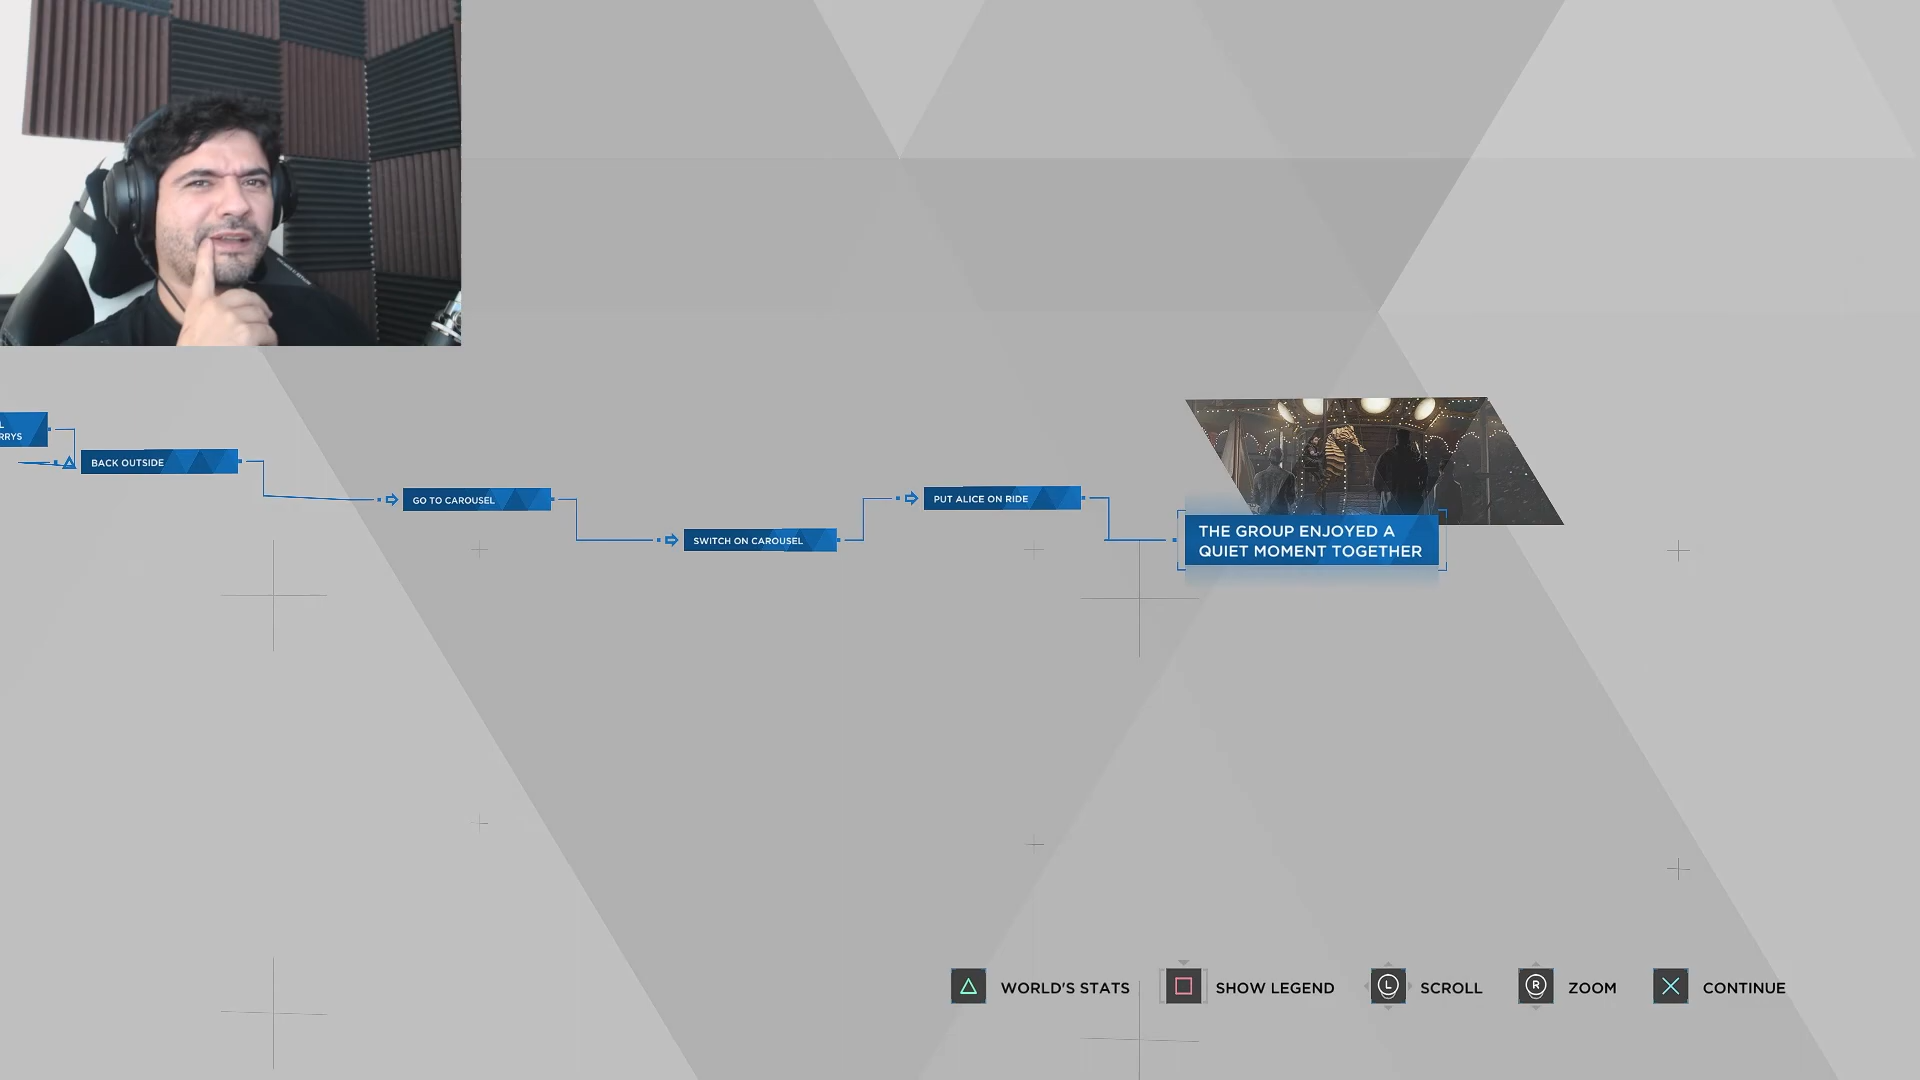 L
RRYS
BACK OUTSIDE
GO TO CAROUSEL
SWITCH ON CAROUSEL
PUT ALICE ON RIDE
THE GROUP ENJOYED A
QUIET MOMENT TOGETHER
WORLD'S STATS
SHOW LEGEND
L
SCROLL
R
ZOOM
CONTINUE